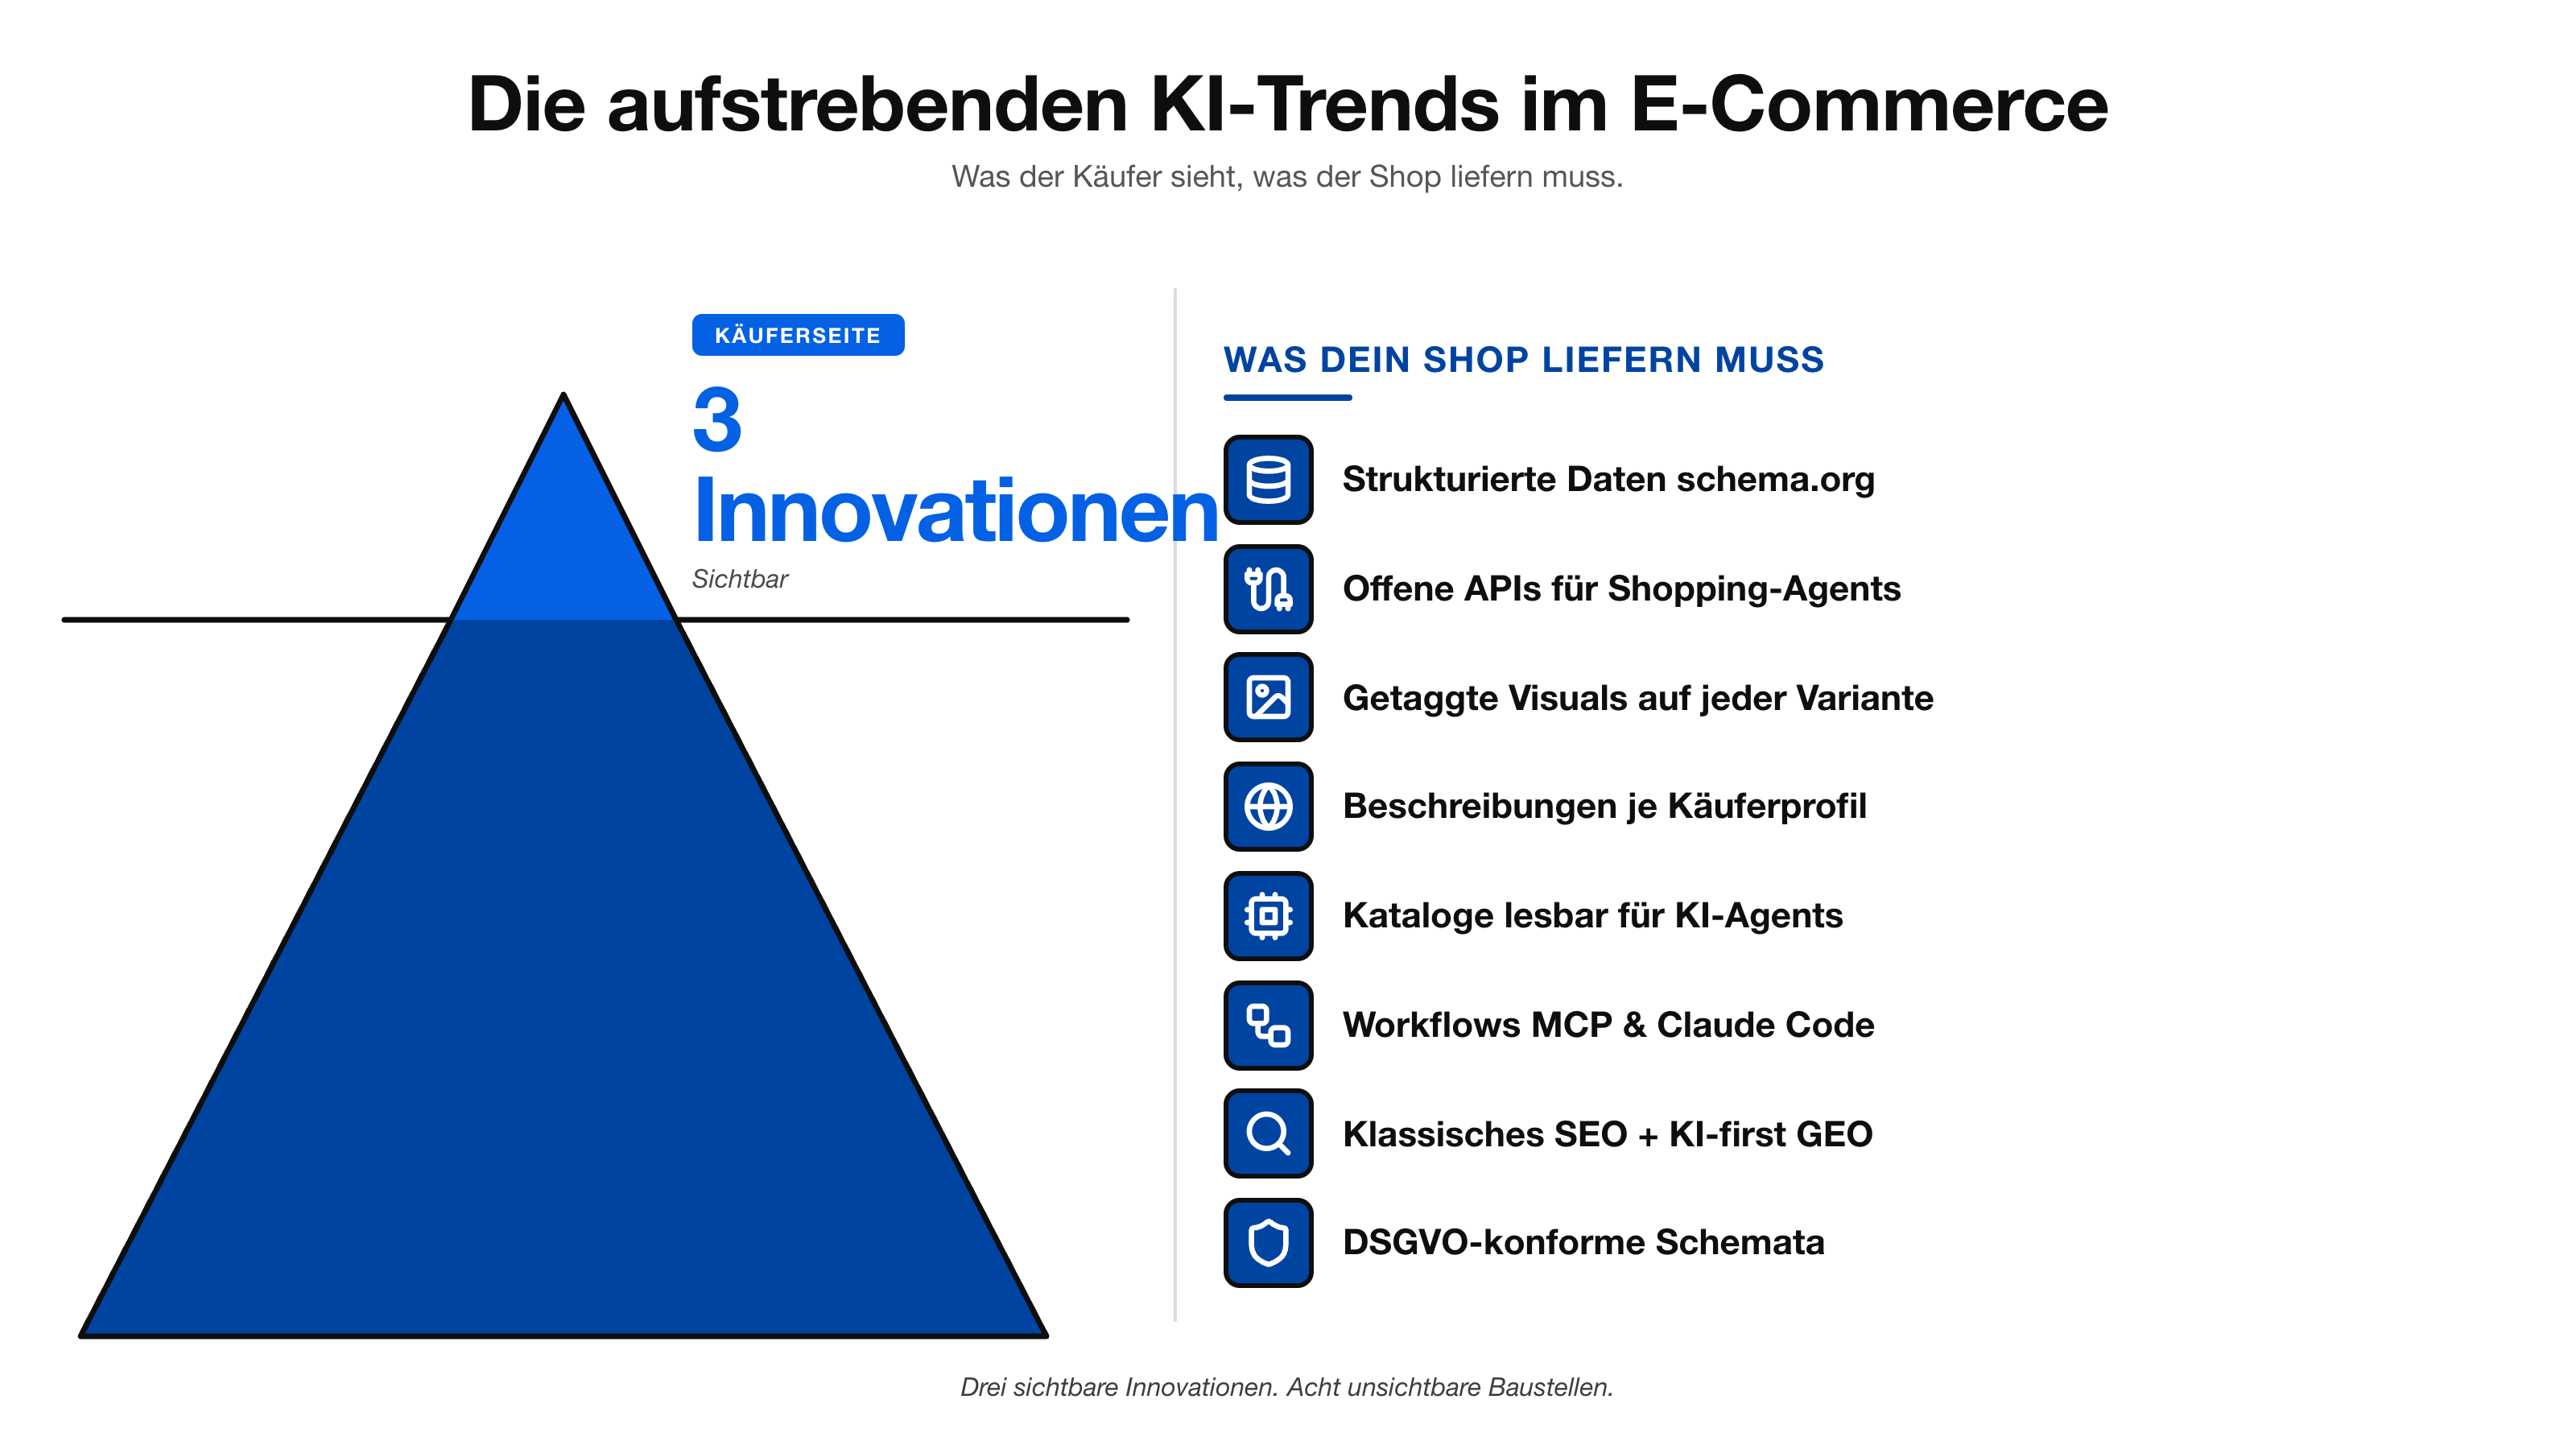 Die aufstrebenden KI-Trends im E-Commerce
Was der Käufer sieht, was der Shop liefern muss.
KÄUFERSEITE
3
Innovationen
Sichtbar
WAS DEIN SHOP LIEFERN MUSS
Strukturierte Daten schema.org
Offene APIs für Shopping-Agents
Getaggte Visuals auf jeder Variante
Beschreibungen je Käuferprofil
Kataloge lesbar für KI-Agents
Workflows MCP & Claude Code
Klassisches SEO + KI-first GEO
DSGVO-konforme Schemata
Drei sichtbare Innovationen. Acht unsichtbare Baustellen.